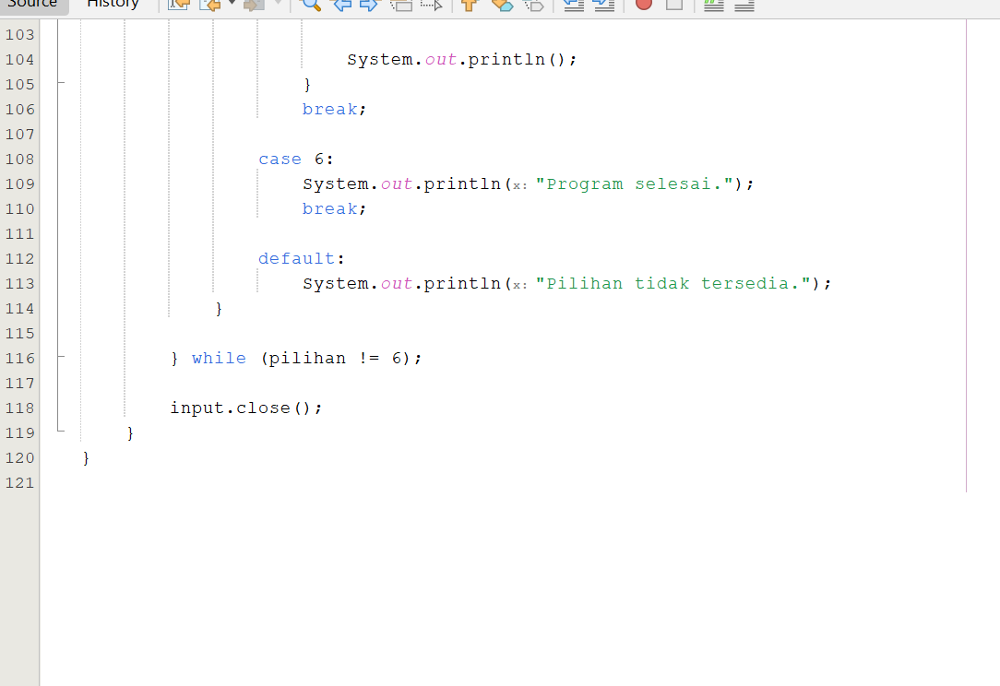 Source History
103
104 System.out.println();
105 }
106 break;
107
108 case 6:
109 System.out.println(x: "Program selesai.");
110 break;
111
112 default:
113 System.out.println(x: "Pilihan tidak tersedia.");
114 }
115
116 } while (pilihan != 6);
117
118 input.close();
119 }
120 }
121